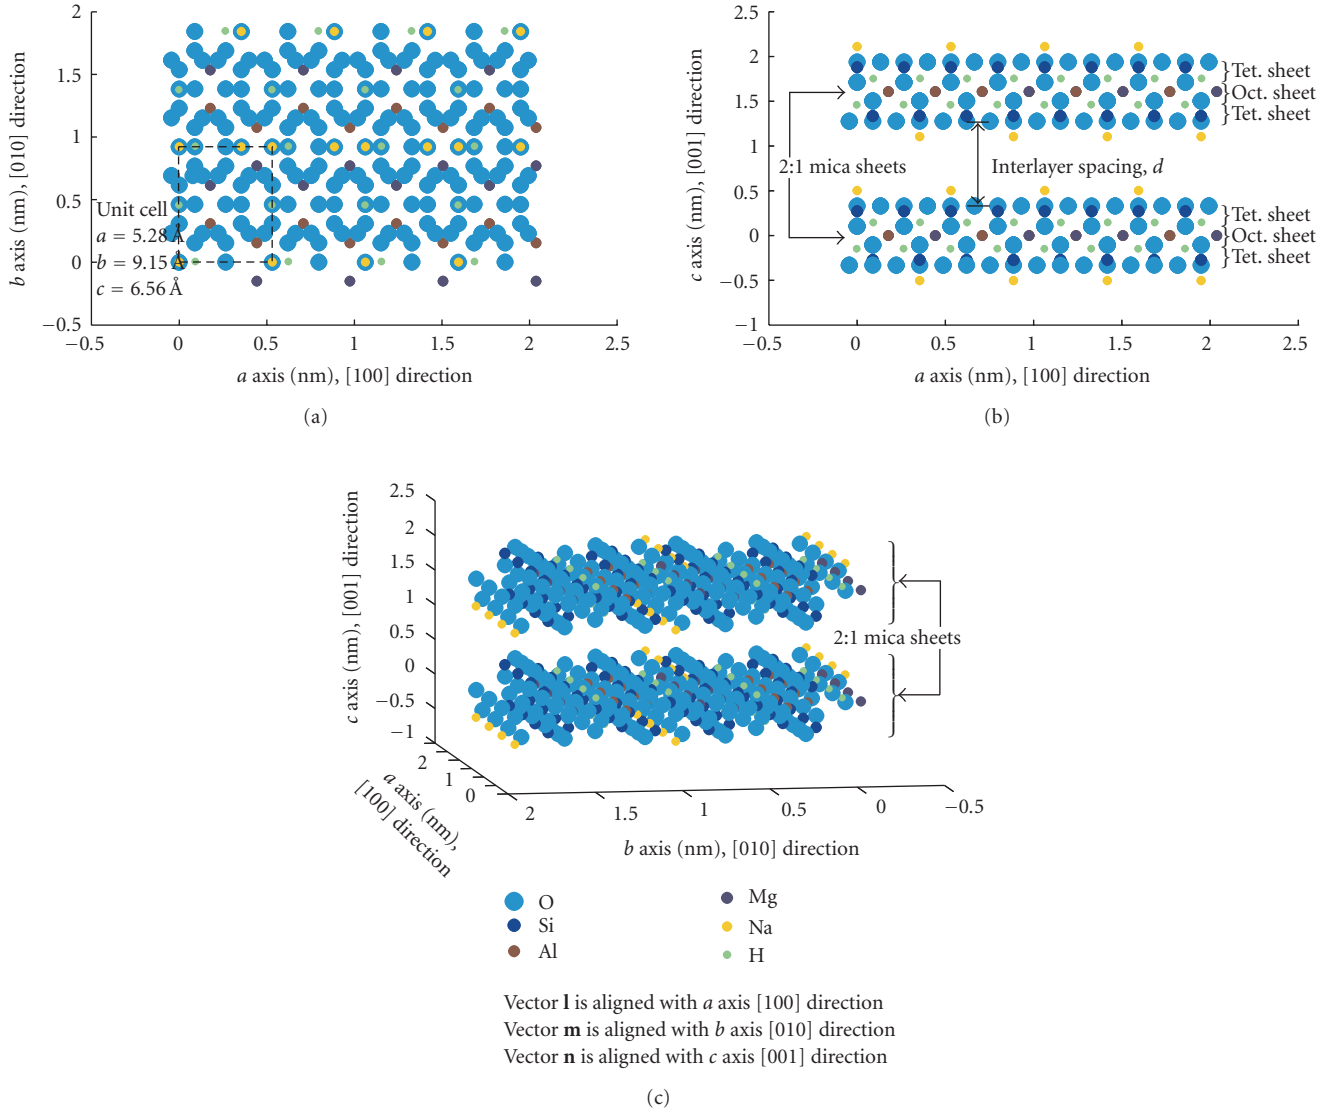 (a)
2
1.5
1
0.5
0
−0.5
b axis (nm), [010] direction
Unit cell
a = 5.28 Å
b = 9.15 Å
c = 6.56 Å
−0.5
0
0.5
1
1.5
2
2.5
a axis (nm), [100] direction
(a)
2.5
2
1.5
1
0.5
0
−0.5
−1
c axis (nm), [001] direction
Tet. sheet
Oct. sheet
Tet. sheet
2:1 mica sheets
Interlayer spacing, d
Tet. sheet
Oct. sheet
Tet. sheet
−0.5
0
0.5
1
1.5
2
2.5
a axis (nm), [100] direction
(b)
2.5
2
1.5
1
0.5
0
−0.5
−1
c axis (nm), [001] direction
2:1 mica sheets
2
1
0
a axis (nm),
[100] direction
2
1.5
1
0.5
0
−0.5
b axis (nm), [010] direction
O
Si
Al
Mg
Na
H
Vector l is aligned with a axis [100] direction
Vector m is aligned with b axis [010] direction
Vector n is aligned with c axis [001] direction
(c)